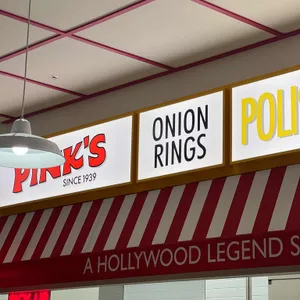 PINK'S
SINCE 1939
ONION
RINGS
A HOLLYWOOD LEGEND